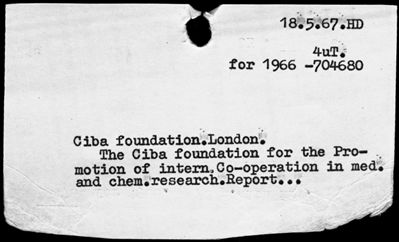 18.5.67.HD
4uT.
for 1966 -704680
Ciba foundation.London.
The Ciba foundation for the Pro-
motion of intern.Co-operation in med.
and chem.research.Report...